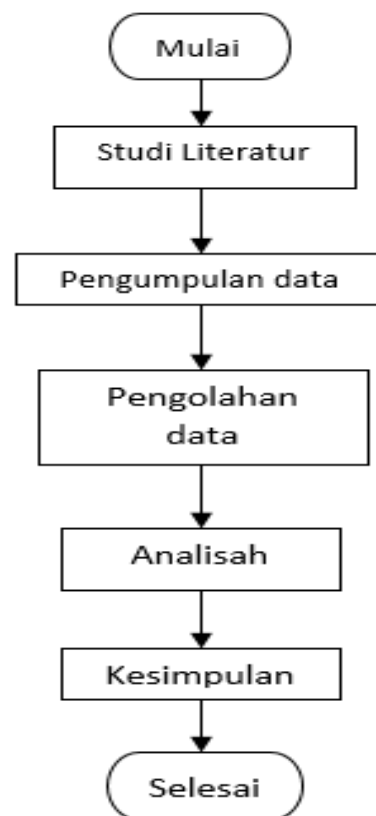 Mulai
Studi Literatur
Pengumpulan data
Pengolahan
data
Analisah
Kesimpulan
Selesai